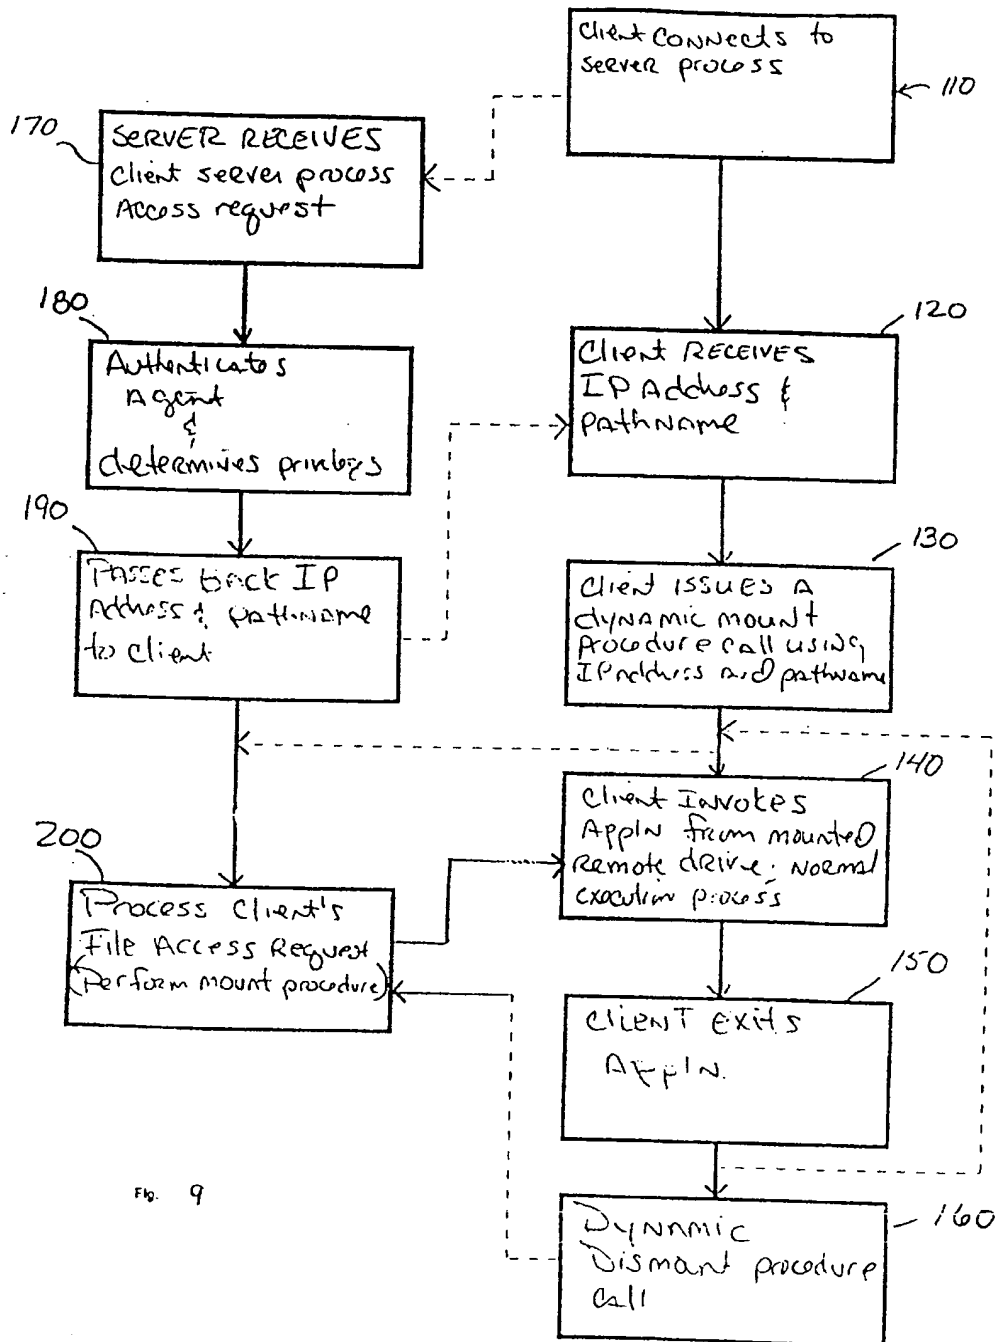 Client Connects to
server process
110
170
SERVER RECEIVES
Client server process
Access request
180
Authenticates
Agent
&
determines privleges
120
Client RECEIVES
IP Address &
PathName
190
Passes back IP
Address & pathname
to client
130
Client ISSUES A
dynamic mount
procedure call using
IP address and pathname
140
Client Invokes
Appln from mounted
Remote drive; Normal
execution process
200
Process Client's
File Access Request
(Perform mount procedure)
150
Client Exits
Appln.
160
Dynamic
Dismant procedure
call
FIG. 9